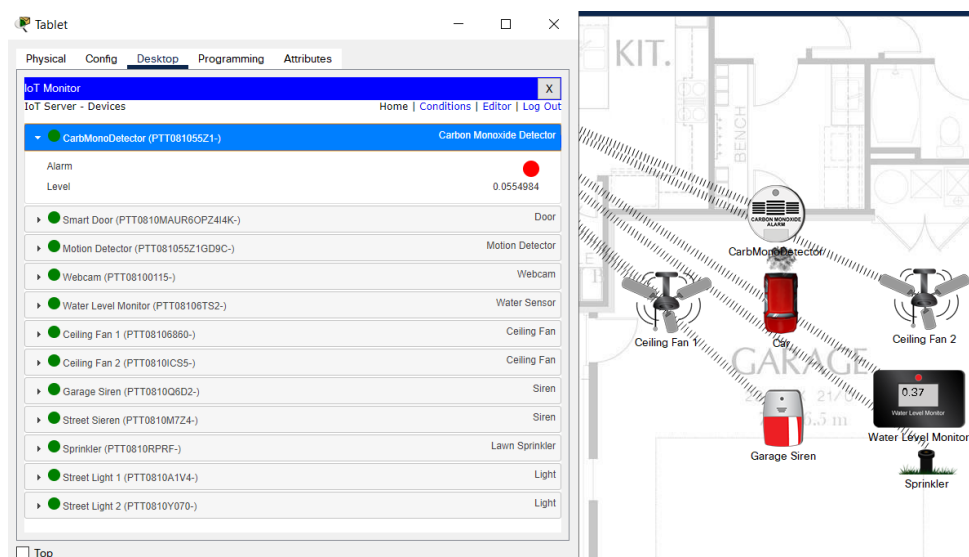 Tablet
Physical Config Desktop Programming Attributes
IoT Monitor X
IoT Server - Devices Home | Conditions | Editor | Log Out
CarbMonoDetector (PTT081055Z1-) Carbon Monoxide Detector
Alarm
Level 0.0554984
Smart Door (PTT0810MAUR6OPZ4I4K-) Door
Motion Detector (PTT081055Z1GD9C-) Motion Detector
Webcam (PTT08100115-) Webcam
Water Level Monitor (PTT08106TS2-) Water Sensor
Ceiling Fan 1 (PTT08106860-) Ceiling Fan
Ceiling Fan 2 (PTT0810ICS5-) Ceiling Fan
Garage Siren (PTT0810Q6D2-) Siren
Street Sieren (PTT0810M7Z4-) Siren
Sprinkler (PTT0810RPRF-) Lawn Sprinkler
Street Light 1 (PTT0810A1V4-) Light
Street Light 2 (PTT0810Y070-) Light
Top
KIT.
BENCH
CARBON MONOXIDE
ALARM
CarbMonoDetector
Ceiling Fan 1
Car
Ceiling Fan 2
GARAGE
0.37
Water Level Monitor
Water Level Monitor
Garage Siren
Sprinkler